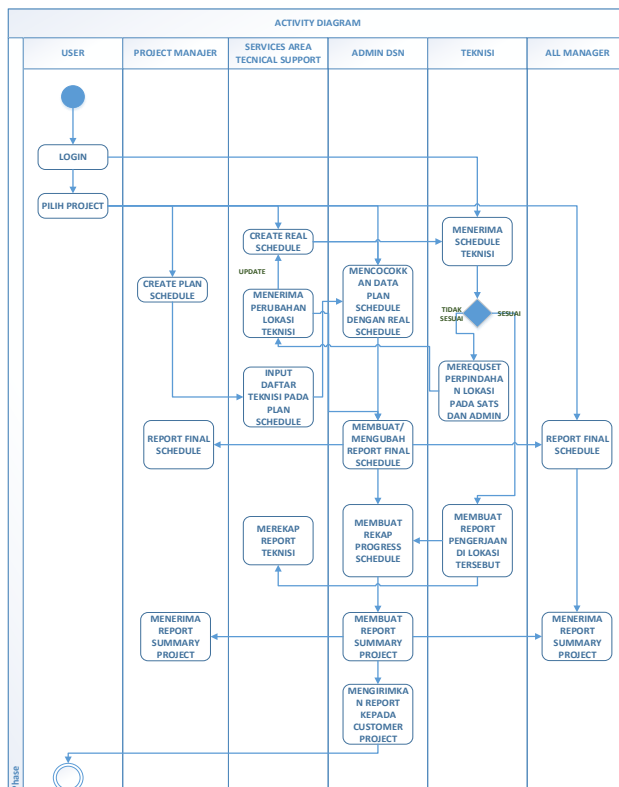 ACTIVITY DIAGRAM
USER
PROJECT MANAJER
SERVICES AREA
TECNICAL SUPPORT
ADMIN DSN
TEKNISI
ALL MANAGER
LOGIN
PILIH PROJECT
CREATE REAL
SCHEDULE
MENERIMA
SCHEDULE
TEKNISI
UPDATE
CREATE PLAN
SCHEDULE
MENERIMA
PERUBAHAN
LOKASI
TEKNISI
MENCOCOKK
AN DATA
PLAN
SCHEDULE
DENGAN REAL
SCHEDULE
TIDAK
SESUAI
SESUAI
INPUT
DAFTAR
TEKNISI PADA
PLAN
SCHEDULE
MEREQUSET
PERPINDAHA
N LOKASI
PADA SATS
DAN ADMIN
REPORT FINAL
SCHEDULE
MEMBUAT/
MENGUBAH
REPORT FINAL
SCHEDULE
REPORT FINAL
SCHEDULE
MEREKAP
REPORT
TEKNISI
MEMBUAT
REKAP
PROGRESS
SCHEDULE
MEMBUAT
REPORT
PENGERJAAN
DI LOKASI
TERSEBUT
MENERIMA
REPORT
SUMMARY
PROJECT
MEMBUAT
REPORT
SUMMARY
PROJECT
MENERIMA
REPORT
SUMMARY
PROJECT
MENGIRIMKA
N REPORT
KEPADA
CUSTOMER
PROJECT
Phase